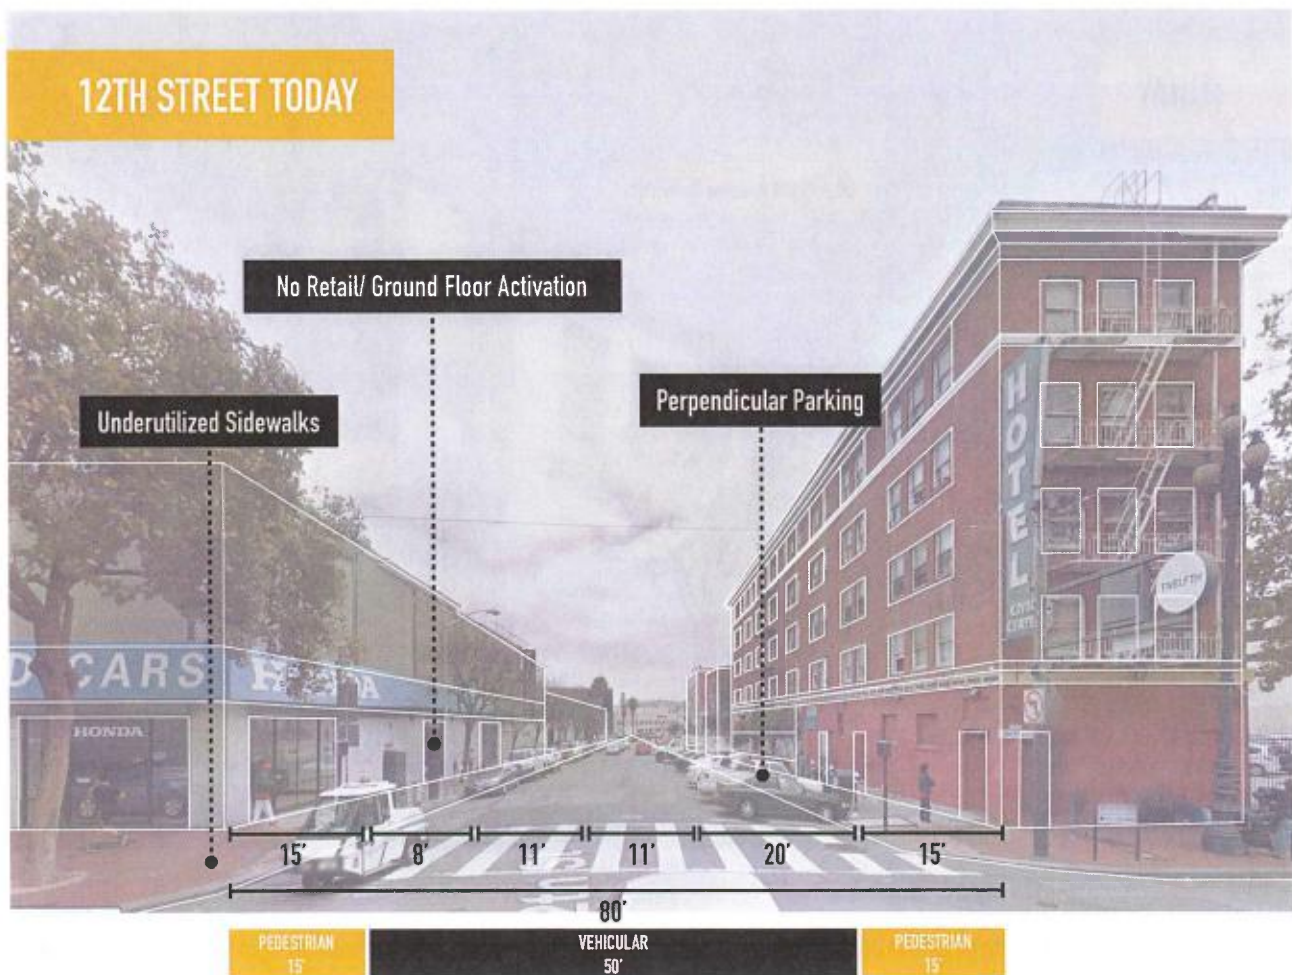 12TH STREET TODAY
No Retail/ Ground Floor Activation
Perpendicular Parking
Underutilized Sidewalks
HOTEL
CIVIC
TWELFTH
D CARS
HONDA
15'
8'
11'
11'
20'
15'
80'
PEDESTRIAN
15'
VEHICULAR
50'
PEDESTRIAN
15'